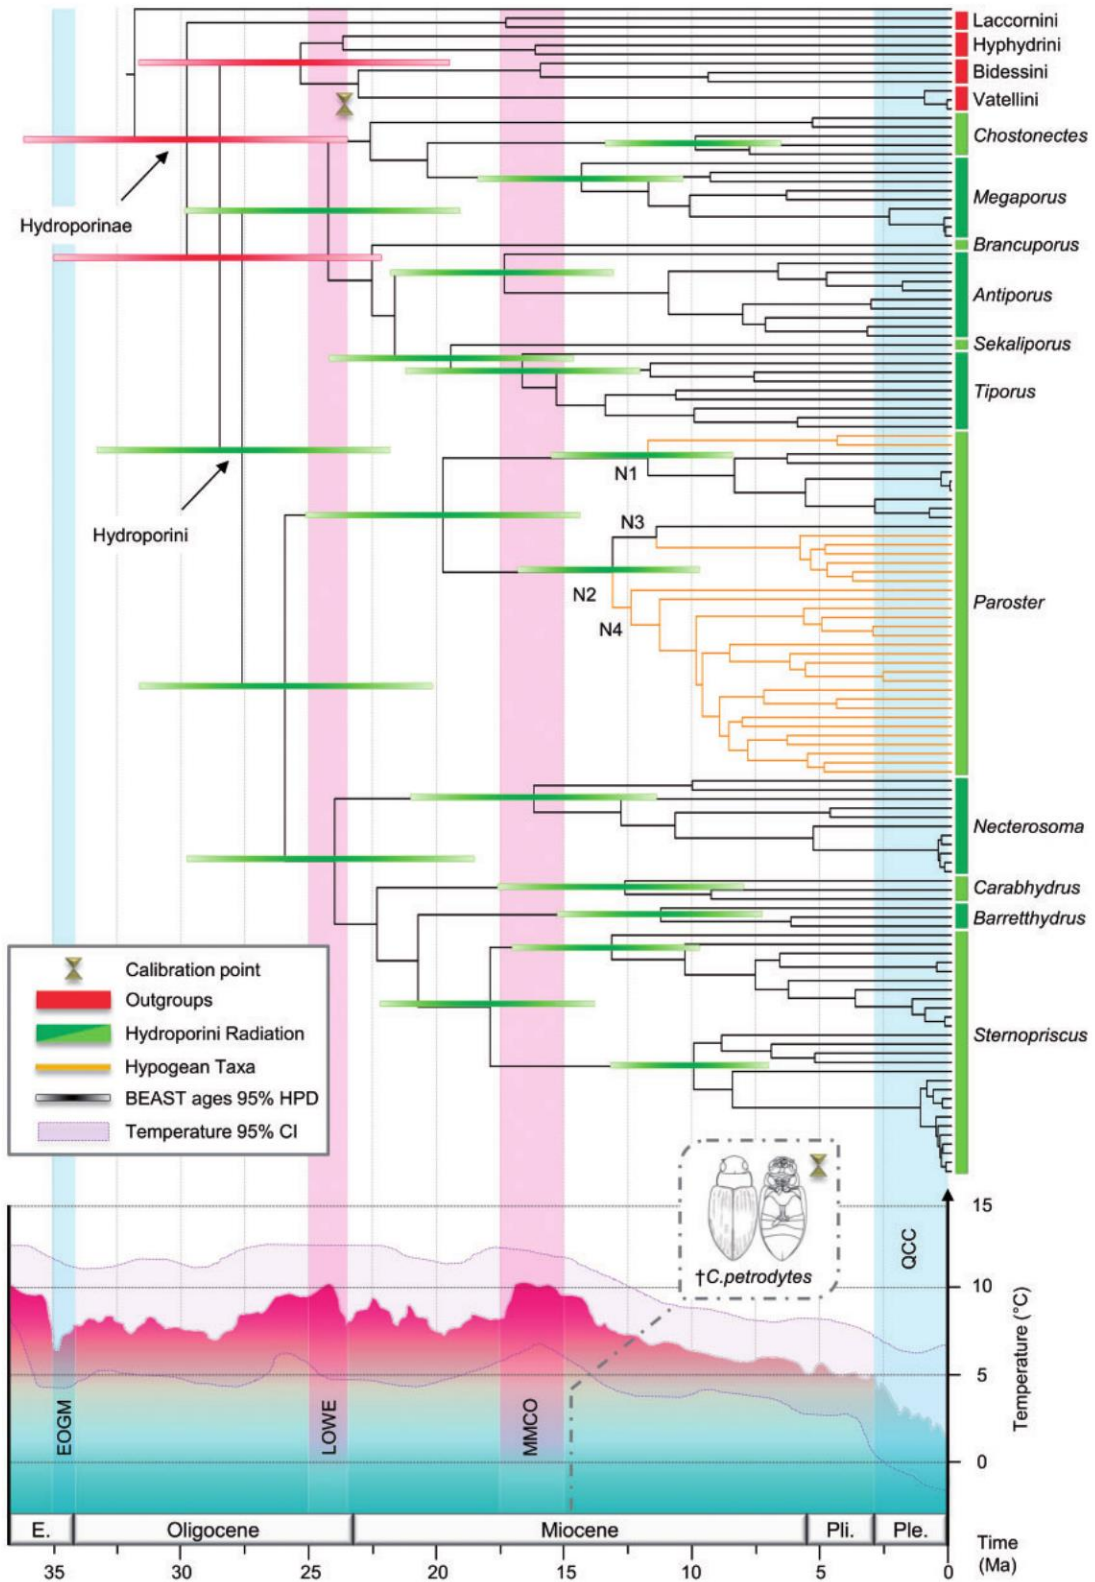 Laccornini
Hyphydrini
Bidessini
Vatellini
Chostonectes
Hydroporinae
Megaporus
Brancuporus
Antiporus
Sekaliporus
Tiporus
N1
Hydroporini
N3
N2
Paroster
N4
Necterosoma
Carabhydrus
Barretthydrus
Sternopriscus
Calibration point
Outgroups
Hydroporini Radiation
Hypogean Taxa
BEAST ages 95% HPD
Temperature 95% CI
†C.petrodytes
EOGM
LOWE
MMCO
QCC
15
10
5
0
Temperature (°C)
E.
Oligocene
Miocene
Pli.
Ple.
Time
(Ma)
35
30
25
20
15
10
5
0